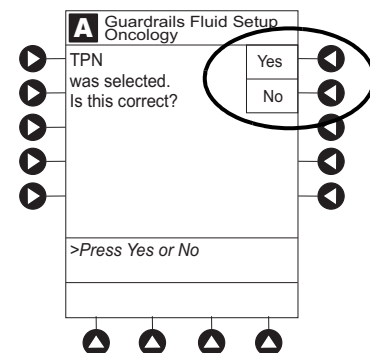 A Guardrails Fluid Setup
Oncology
TPN Yes
was selected.
Is this correct? No
>Press Yes or No